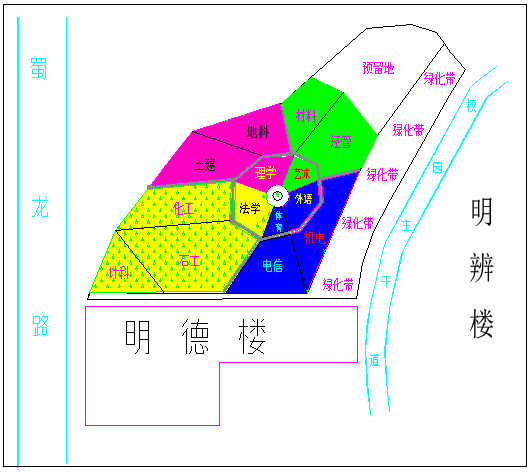 蜀龙路
预留地
绿化带
材料
绿化带
经管
地科
土建
理学
艺术
绿化带
化工
法学
外语
体育
机电
绿化带
石工
电信
计科
绿化带
校园主干道
明辨楼
明德楼